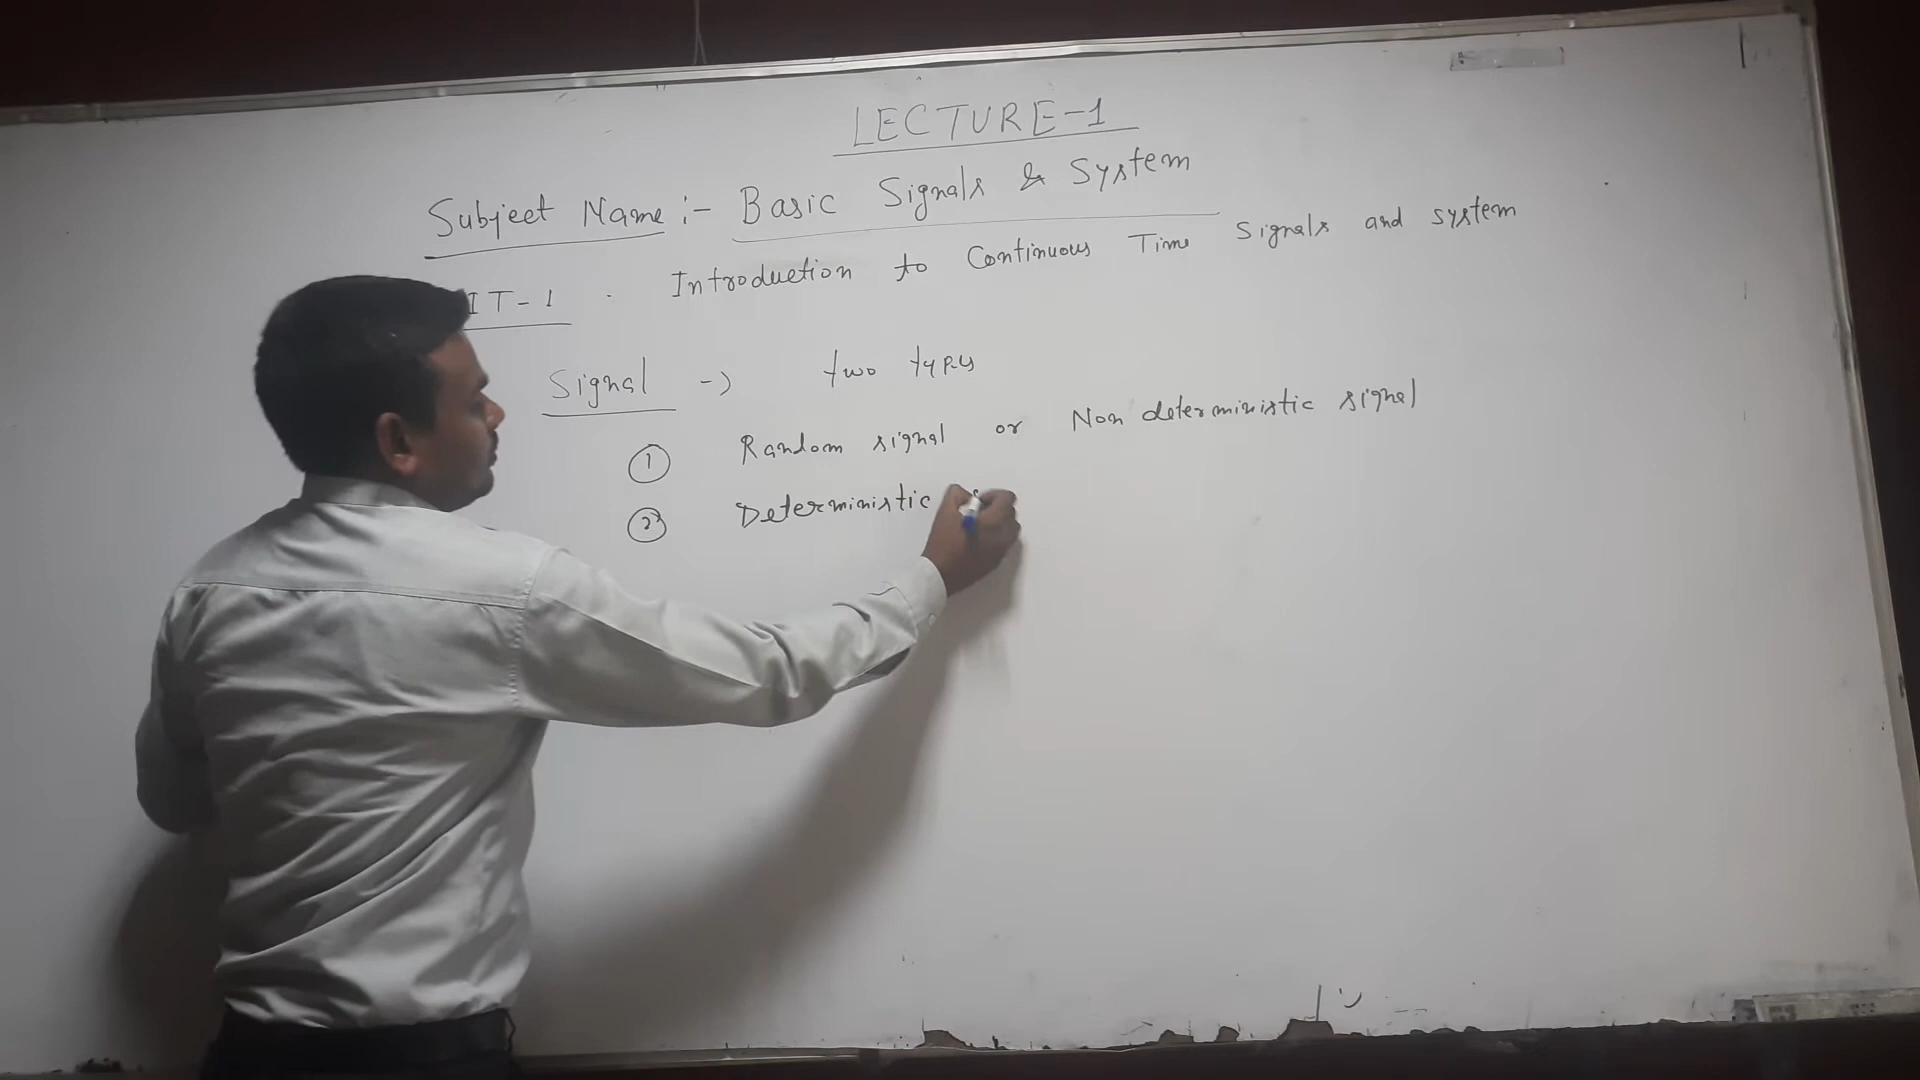 LECTURE-1
Subject Name :- Basic Signals & System
IT-1 . Introduction to Continuous Time Signals and system
Signal -> two types
① Random signal or Non deterministic signal
② Deterministic